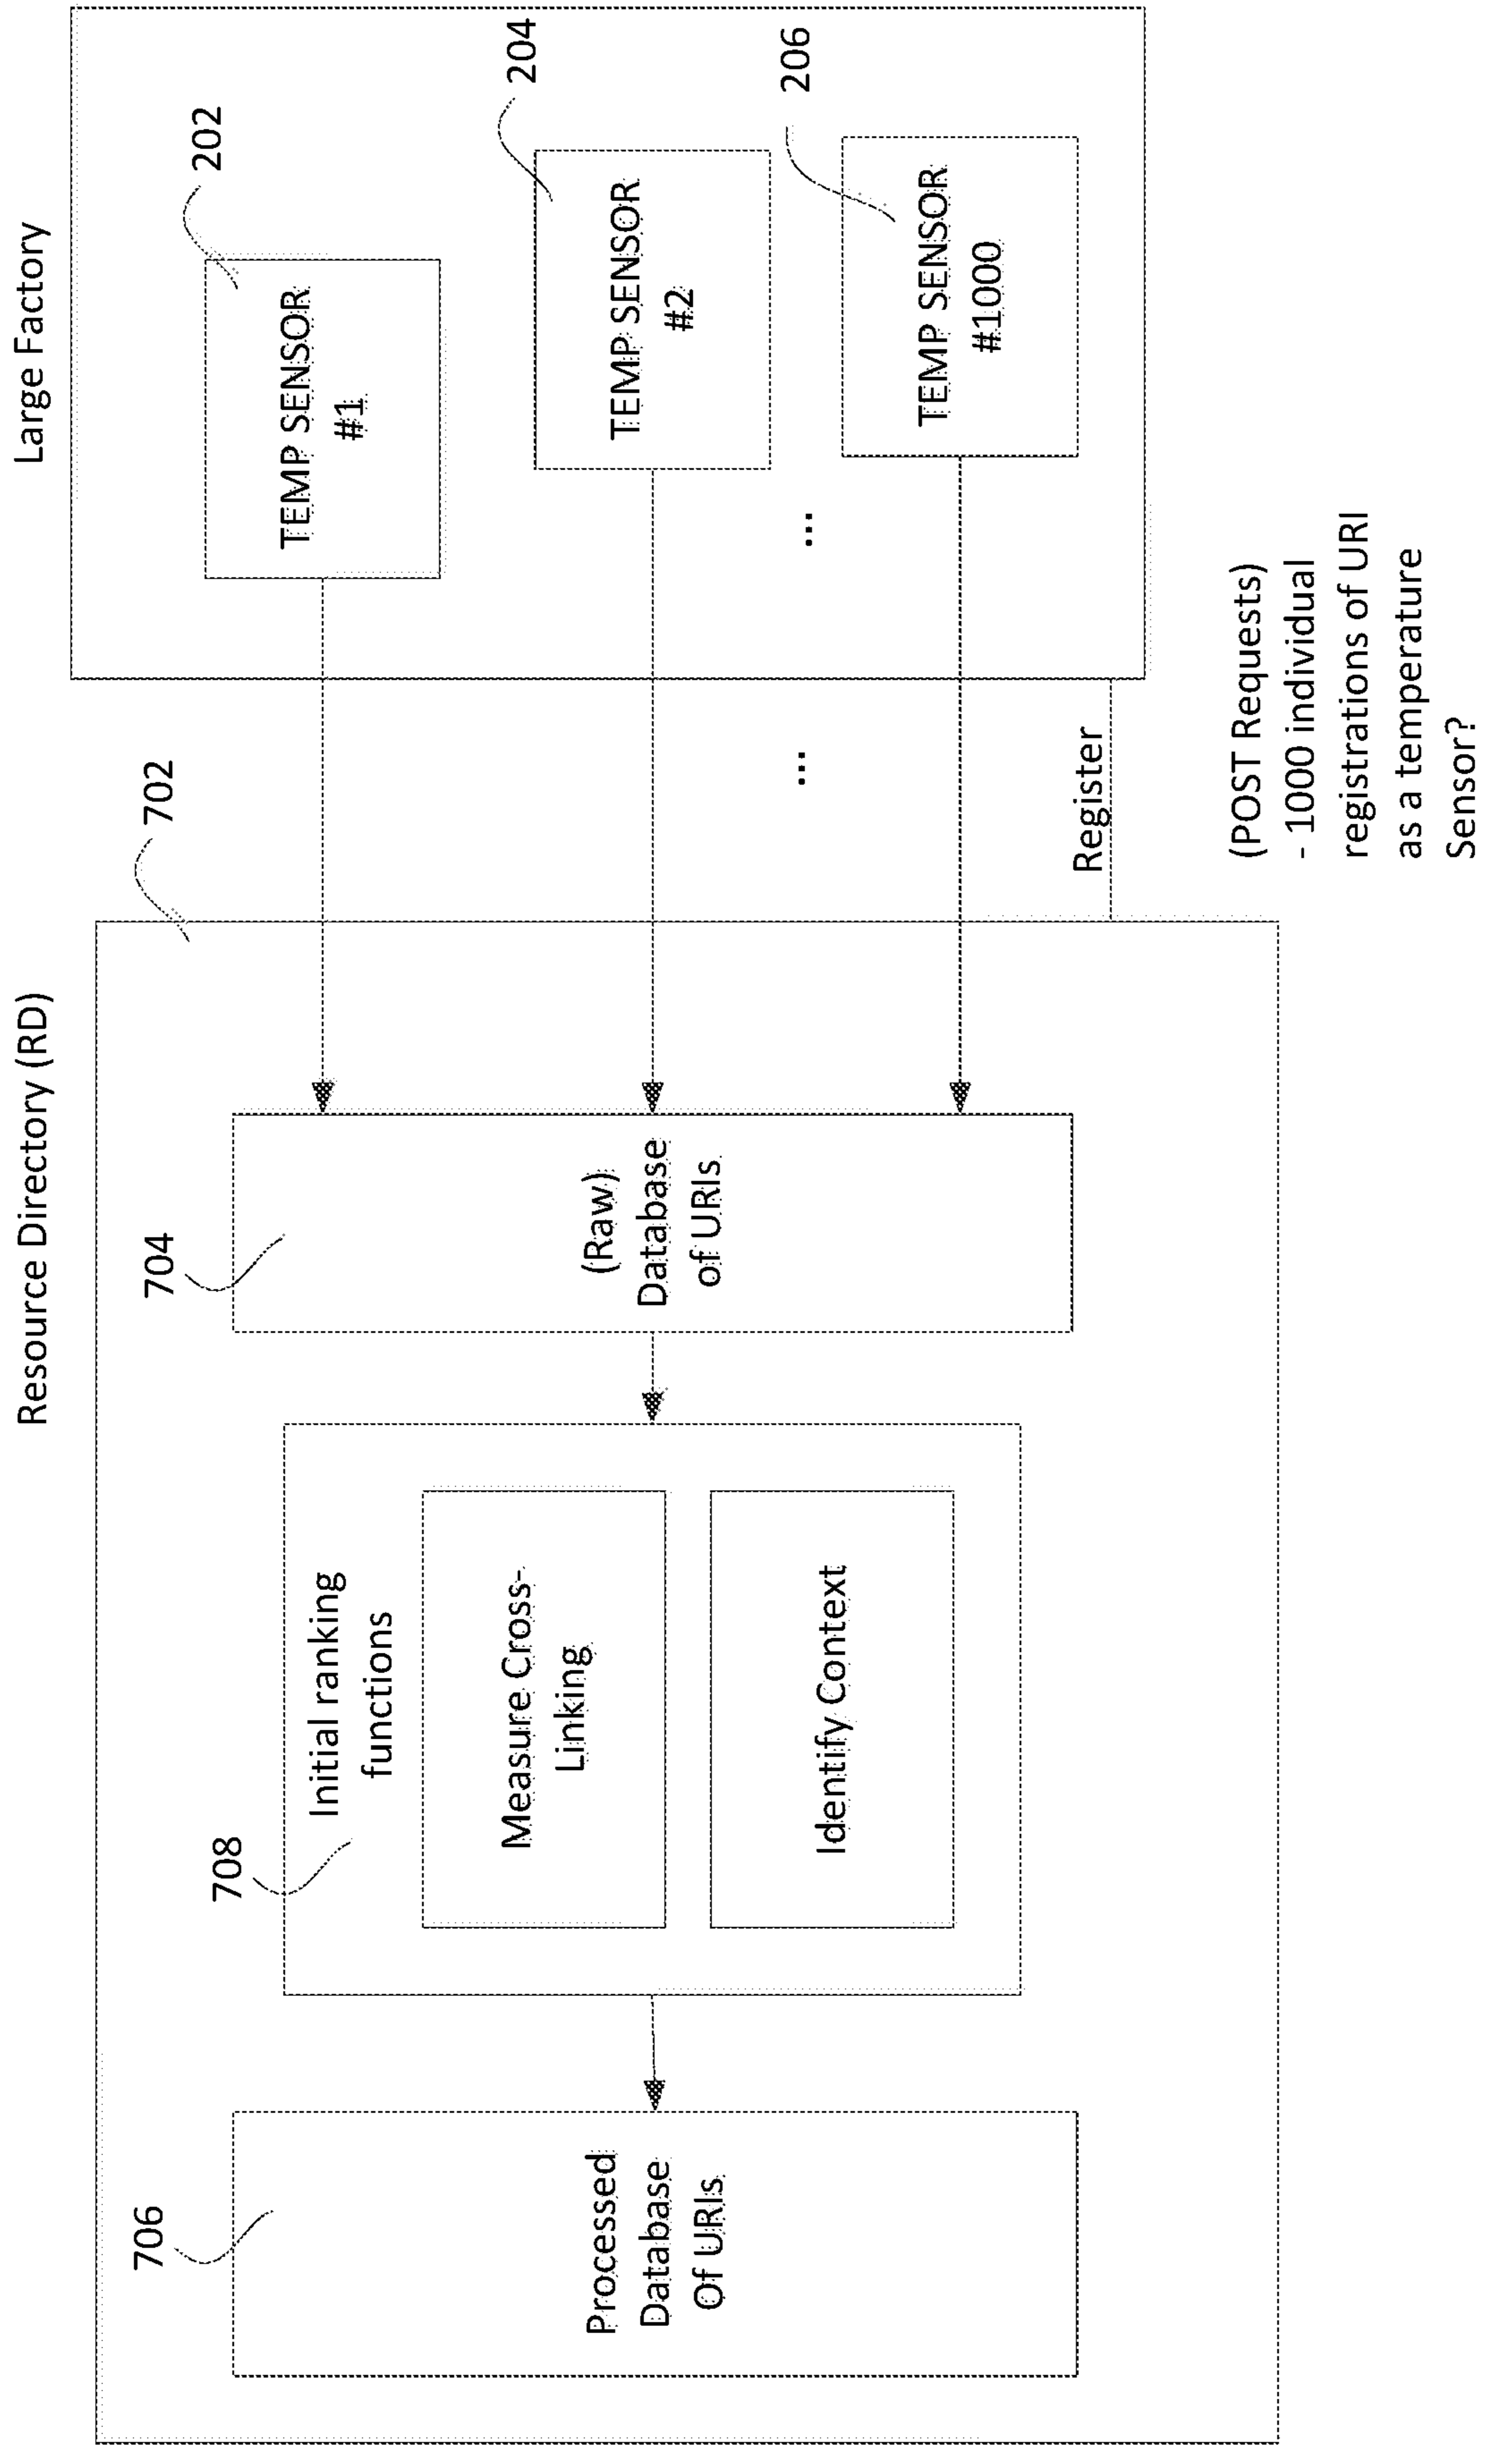 Resource Directory (RD)
Large Factory
702
706
Processed
Database
Of URIs
708
Initial ranking
functions
Measure Cross-
Linking
Identify Context
704
(Raw)
Database
of URIs
...
Register
202
TEMP SENSOR
#1
204
TEMP SENSOR
#2
...
206
TEMP SENSOR
#1000
(POST Requests)
- 1000 individual
registrations of URI
as a temperature
Sensor?